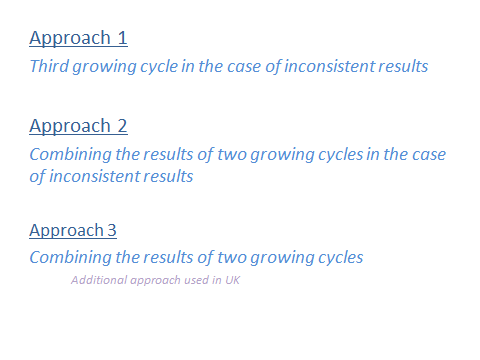 Approach 1
Third growing cycle in the case of inconsistent results
Approach 2
Combining the results of two growing cycles in the case
of inconsistent results
Approach 3
Combining the results of two growing cycles
Additional approach used in UK